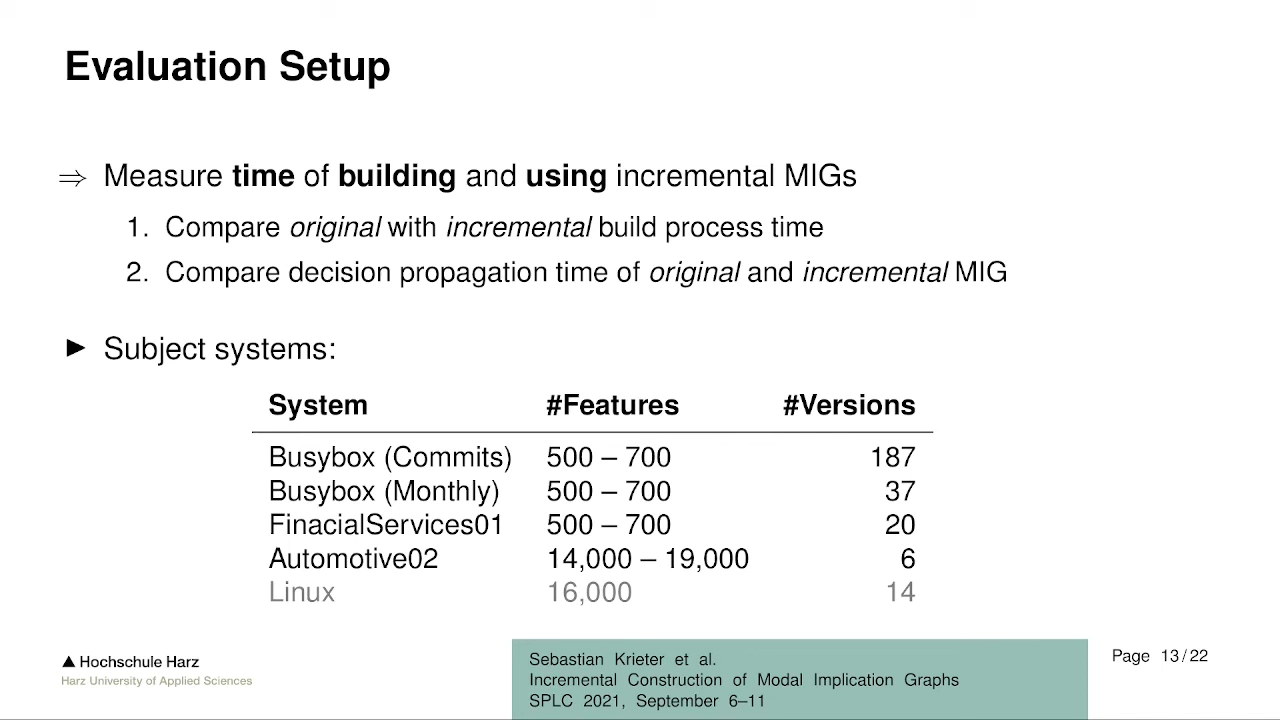 Evaluation Setup
⇒ Measure time of building and using incremental MIGs
1. Compare original with incremental build process time
2. Compare decision propagation time of original and incremental MIG
▶ Subject systems:
System #Features #Versions
Busybox (Commits) 500 – 700 187
Busybox (Monthly) 500 – 700 37
FinacialServices01 500 – 700 20
Automotive02 14,000 – 19,000 6
Linux 16,000 14
▲ Hochschule Harz
Harz University of Applied Sciences
Sebastian Krieter et al.
Incremental Construction of Modal Implication Graphs
SPLC 2021, September 6–11
Page 13/22